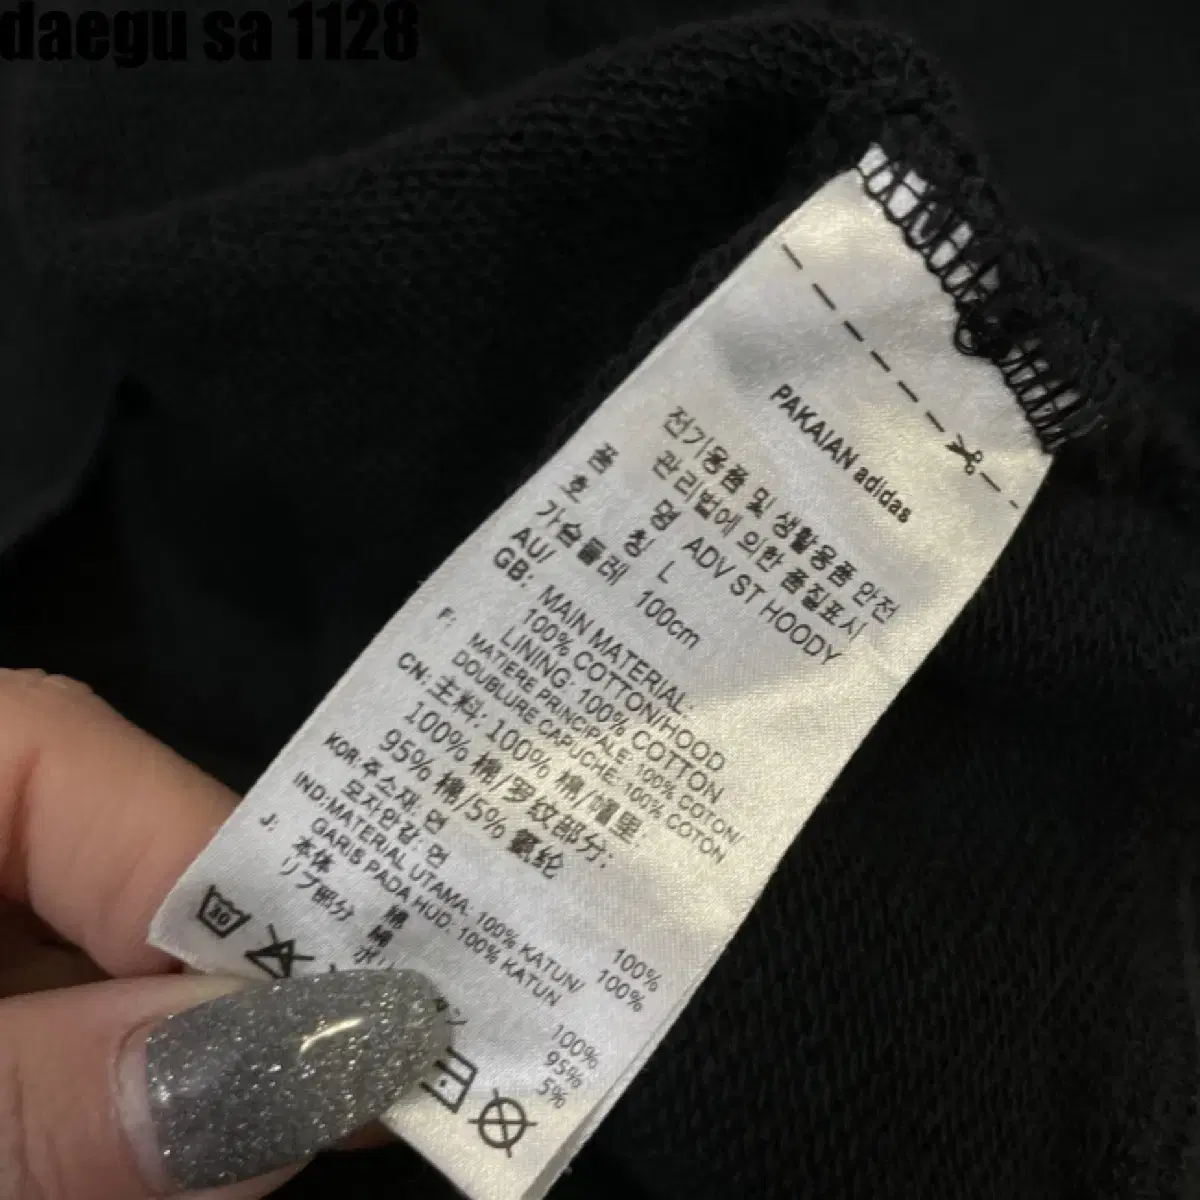 daegu sa 1128
PAKAIAN adidas
전기용품 및 생활용품 안전
관리법에 의한 품질표시
품 명 ADV ST HOODY
호 칭 L
가슴둘레 100cm
AU/
GB: MAIN MATERIAL:
100% COTTON/HOOD
LINING: 100% COTTON
F: MATIERE PRINCIPALE: 100% COTON/
DOUBLURE CAPUCHE: 100% COTON
CN: 主料: 100% 棉/帽里:
100% 棉/罗纹部分:
95% 棉/5% 氨纶
KOR: 주소재: 면 100%
모자안감: 면 100%
IND: MATERIAL UTAMA: 100% KATUN/
GARIS PADA HUD: 100% KATUN
J: 本体 綿 100%
リブ部分 綿 95%
5%
30